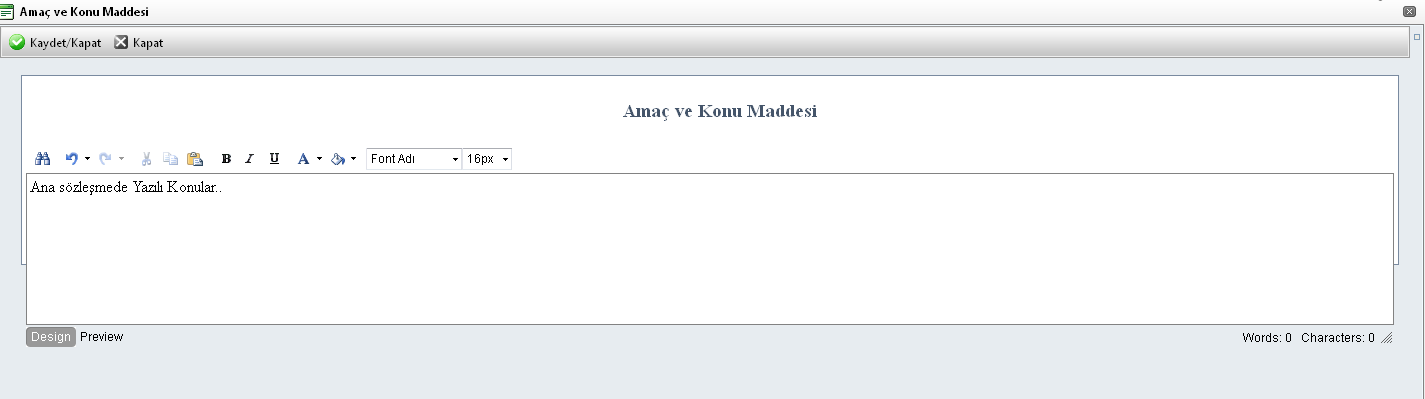 Amaç ve Konu Maddesi
Kaydet/Kapat Kapat
Amaç ve Konu Maddesi
B I U A Font Adı 16px
Ana sözleşmede Yazılı Konular..
Design Preview Words: 0 Characters: 0